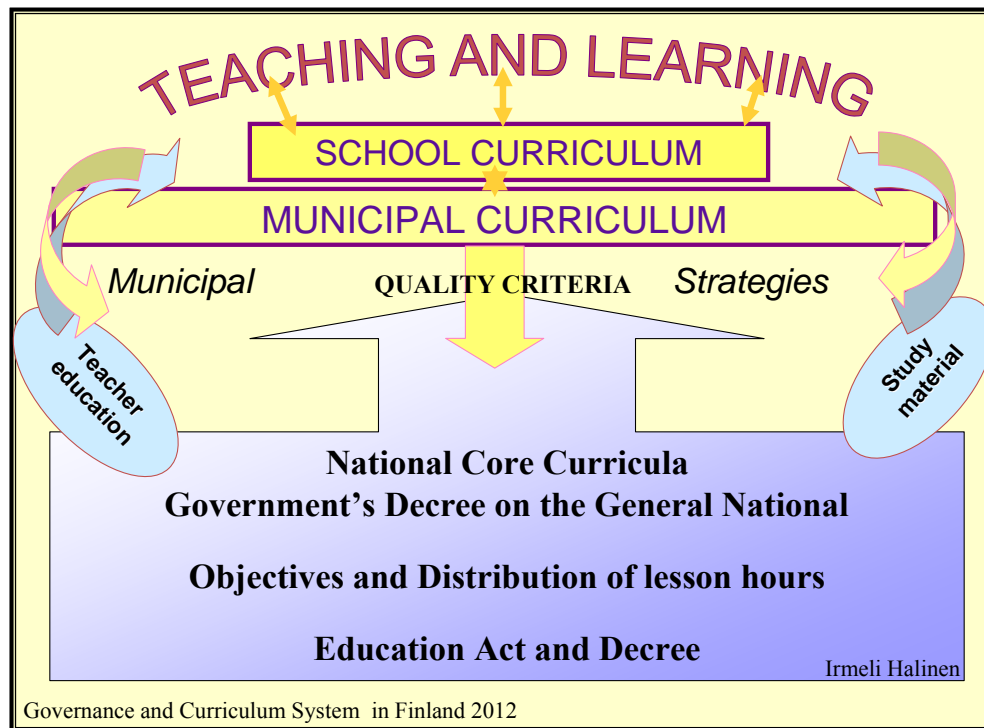 TEACHING AND LEARNING
SCHOOL CURRICULUM
MUNICIPAL CURRICULUM
Municipal QUALITY CRITERIA Strategies
Teacher
education
Study
material
National Core Curricula
Government’s Decree on the General National
Objectives and Distribution of lesson hours
Education Act and Decree
Irmeli Halinen
Governance and Curriculum System in Finland 2012